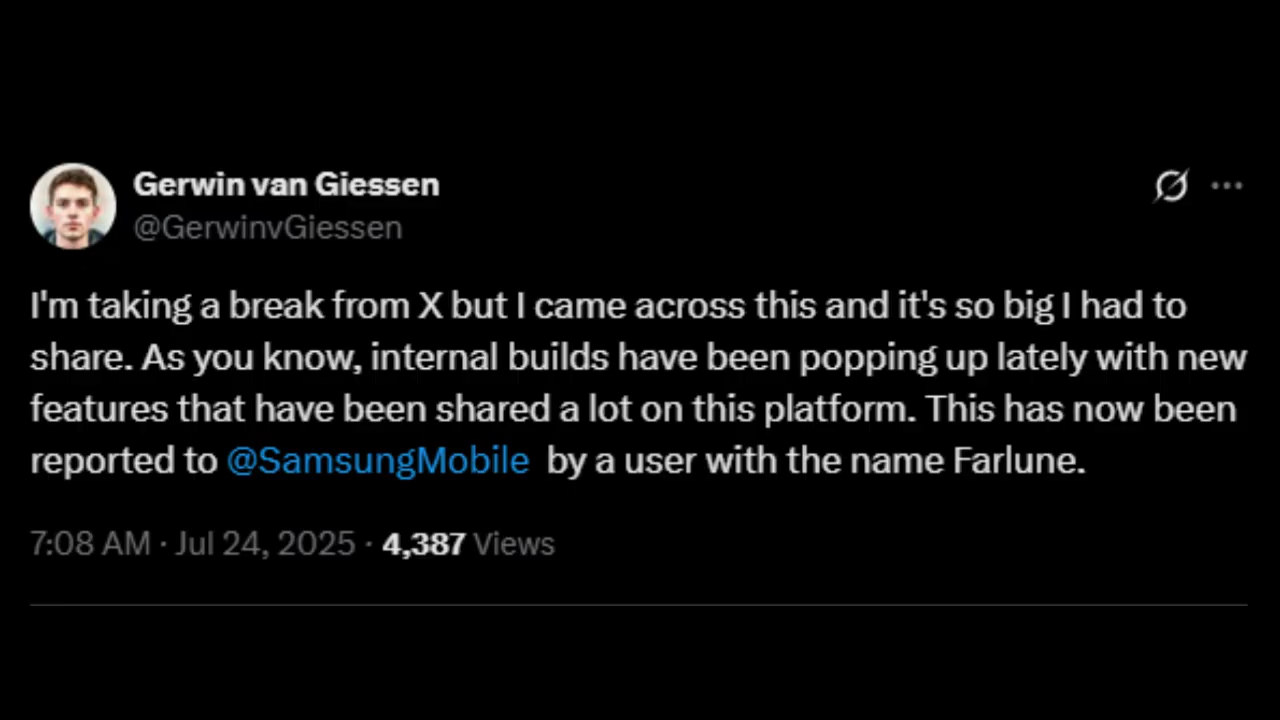 Gerwin van Giessen
@GerwinvGiessen
I'm taking a break from X but I came across this and it's so big I had to
share. As you know, internal builds have been popping up lately with new
features that have been shared a lot on this platform. This has now been
reported to @SamsungMobile by a user with the name Farlune.
7:08 AM · Jul 24, 2025 · 4,387 Views